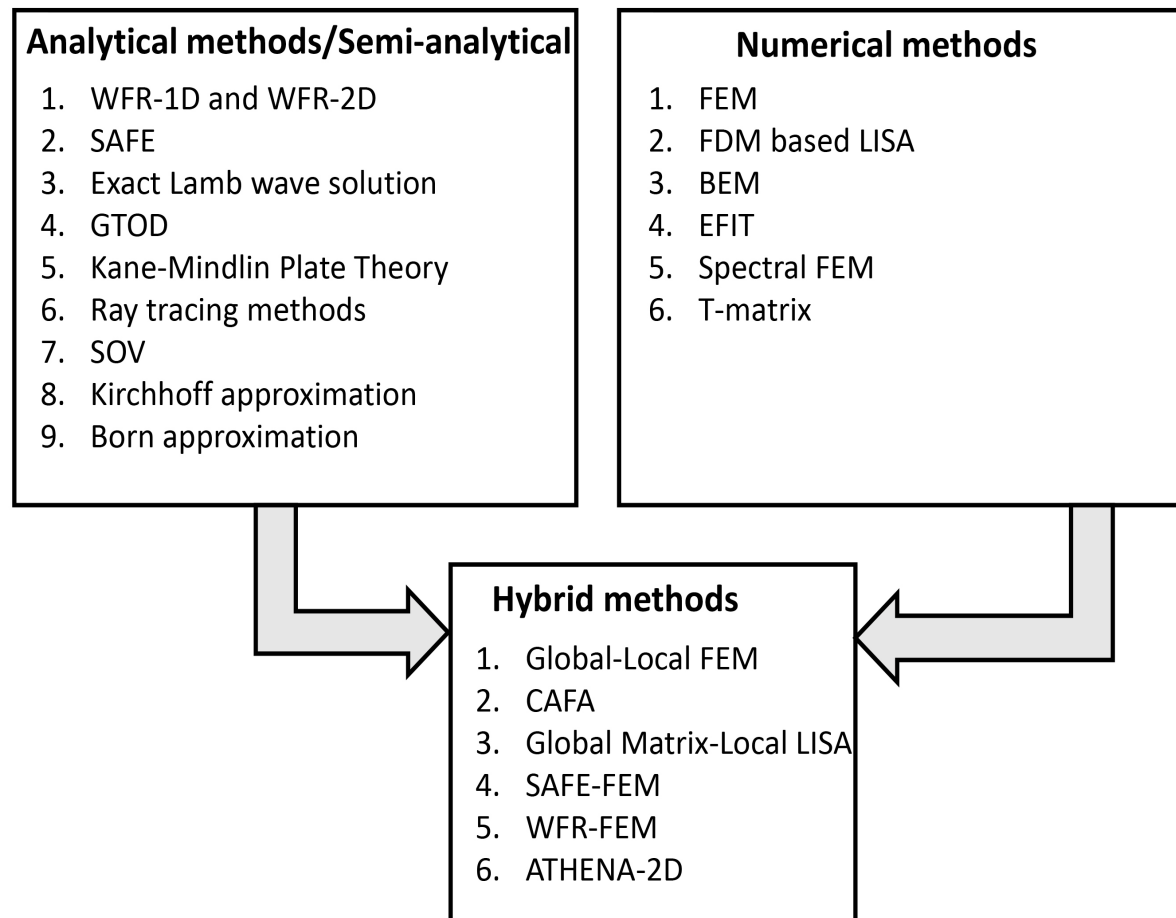 Analytical methods/Semi-analytical
1. WFR-1D and WFR-2D
2. SAFE
3. Exact Lamb wave solution
4. GTOD
5. Kane-Mindlin Plate Theory
6. Ray tracing methods
7. SOV
8. Kirchhoff approximation
9. Born approximation
Numerical methods
1. FEM
2. FDM based LISA
3. BEM
4. EFIT
5. Spectral FEM
6. T-matrix
Hybrid methods
1. Global-Local FEM
2. CAFA
3. Global Matrix-Local LISA
4. SAFE-FEM
5. WFR-FEM
6. ATHENA-2D